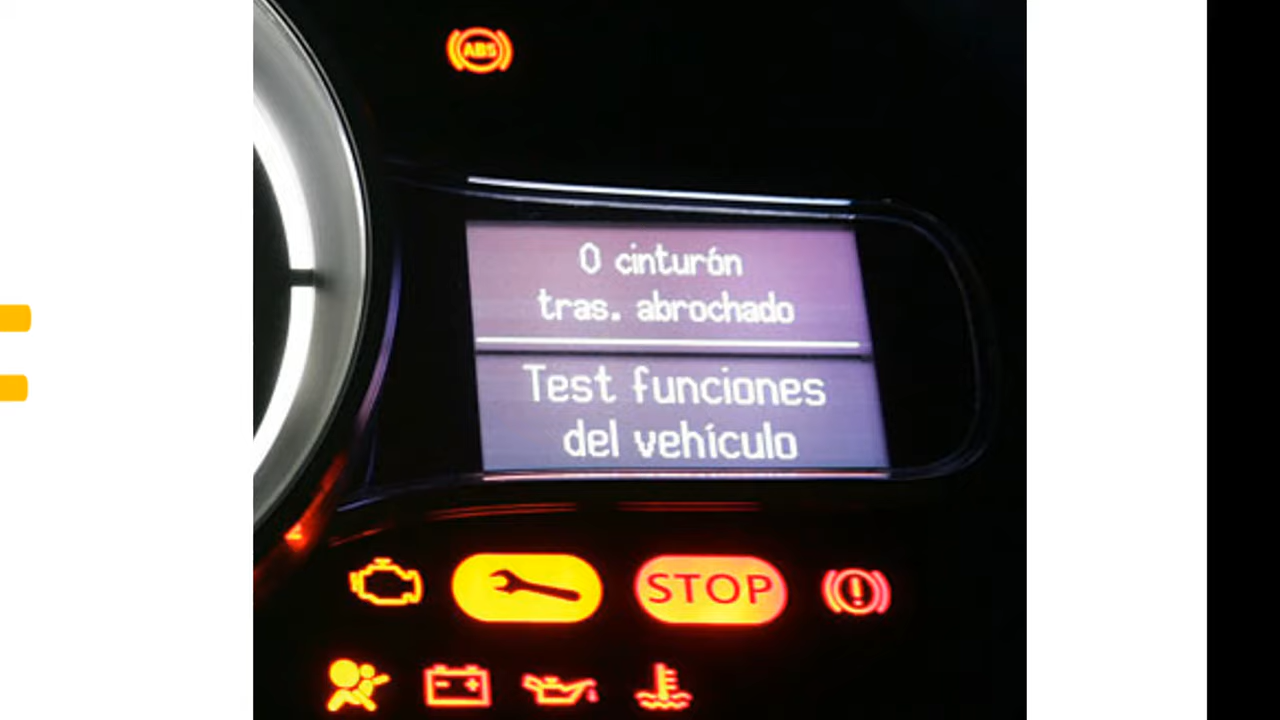 ABS
0 cinturón
tras. abrochado
Test funciones
del vehículo
STOP